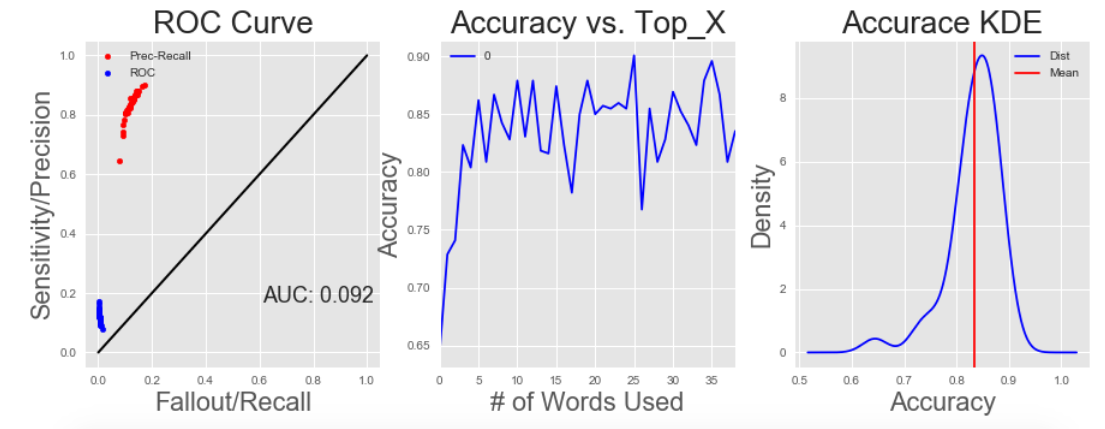 ROC Curve
1.0
0.8
0.6
0.4
0.2
0.0
Sensitivity/Precision
Prec-Recall
ROC
AUC: 0.092
0.0 0.2 0.4 0.6 0.8 1.0
Fallout/Recall
Accuracy vs. Top_X
0.90
0.85
0.80
0.75
0.70
0.65
Accuracy
0
0 5 10 15 20 25 30 35
# of Words Used
Accurace KDE
8
6
4
2
0
Density
Dist
Mean
0.5 0.6 0.7 0.8 0.9 1.0
Accuracy